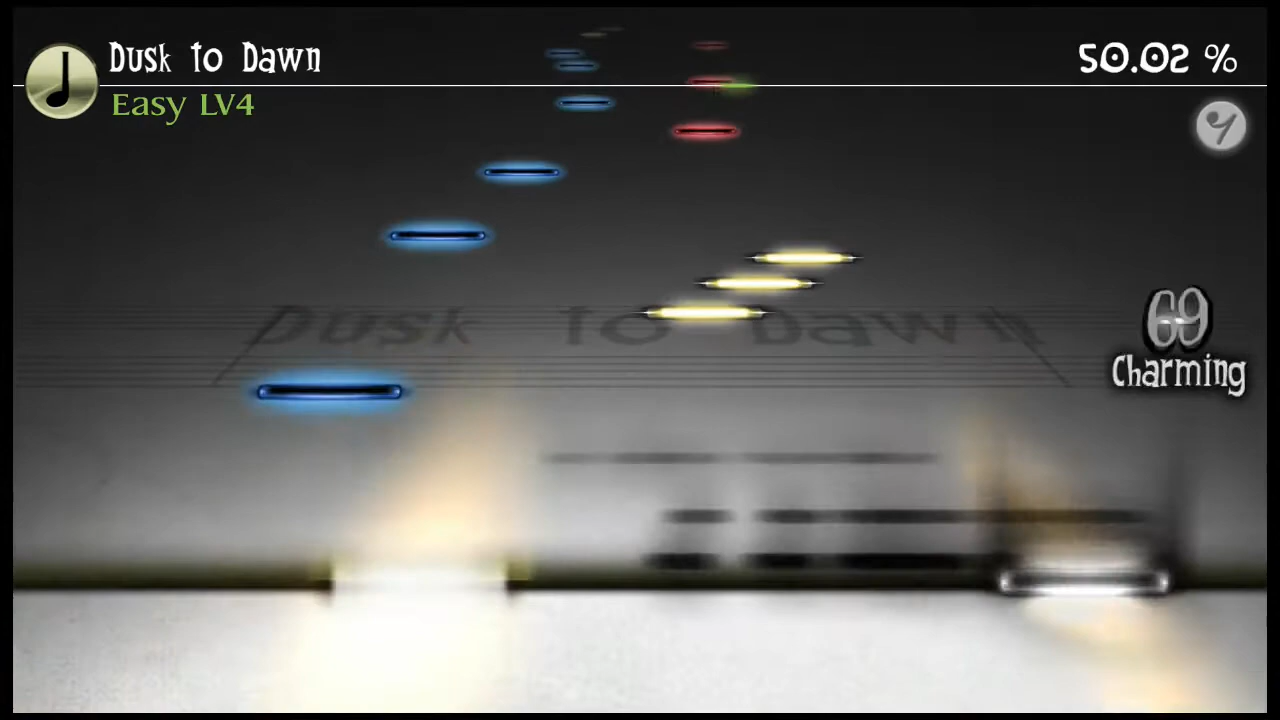 Dusk to Dawn
50.02 %
Easy LV4
Dusk to Dawn
69
Charming